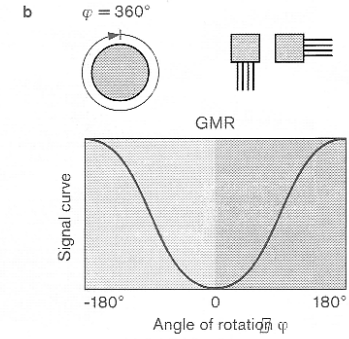 b φ = 360°
GMR
Signal curve
-180° 0 180°
Angle of rotation φ